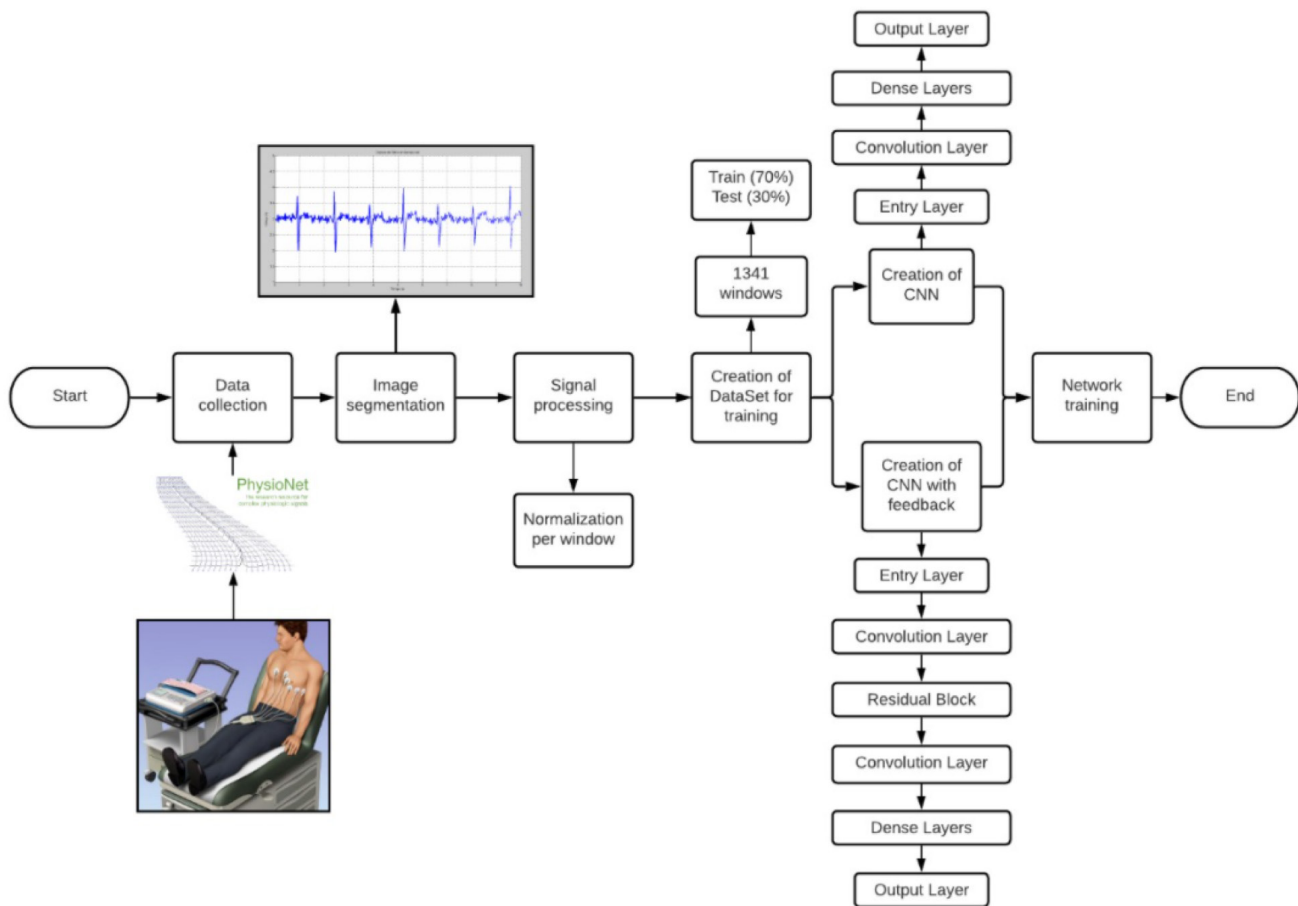 Output Layer
Dense Layers
Convolution Layer
Entry Layer
Train (70%)
Test (30%)
1341
windows
Creation of
CNN
Start
Data
collection
Image
segmentation
Signal
processing
Creation of
DataSet for
training
Network
training
End
Creation of
CNN with
feedback
PhysioNet
Normalization
per window
Entry Layer
Convolution Layer
Residual Block
Convolution Layer
Dense Layers
Output Layer